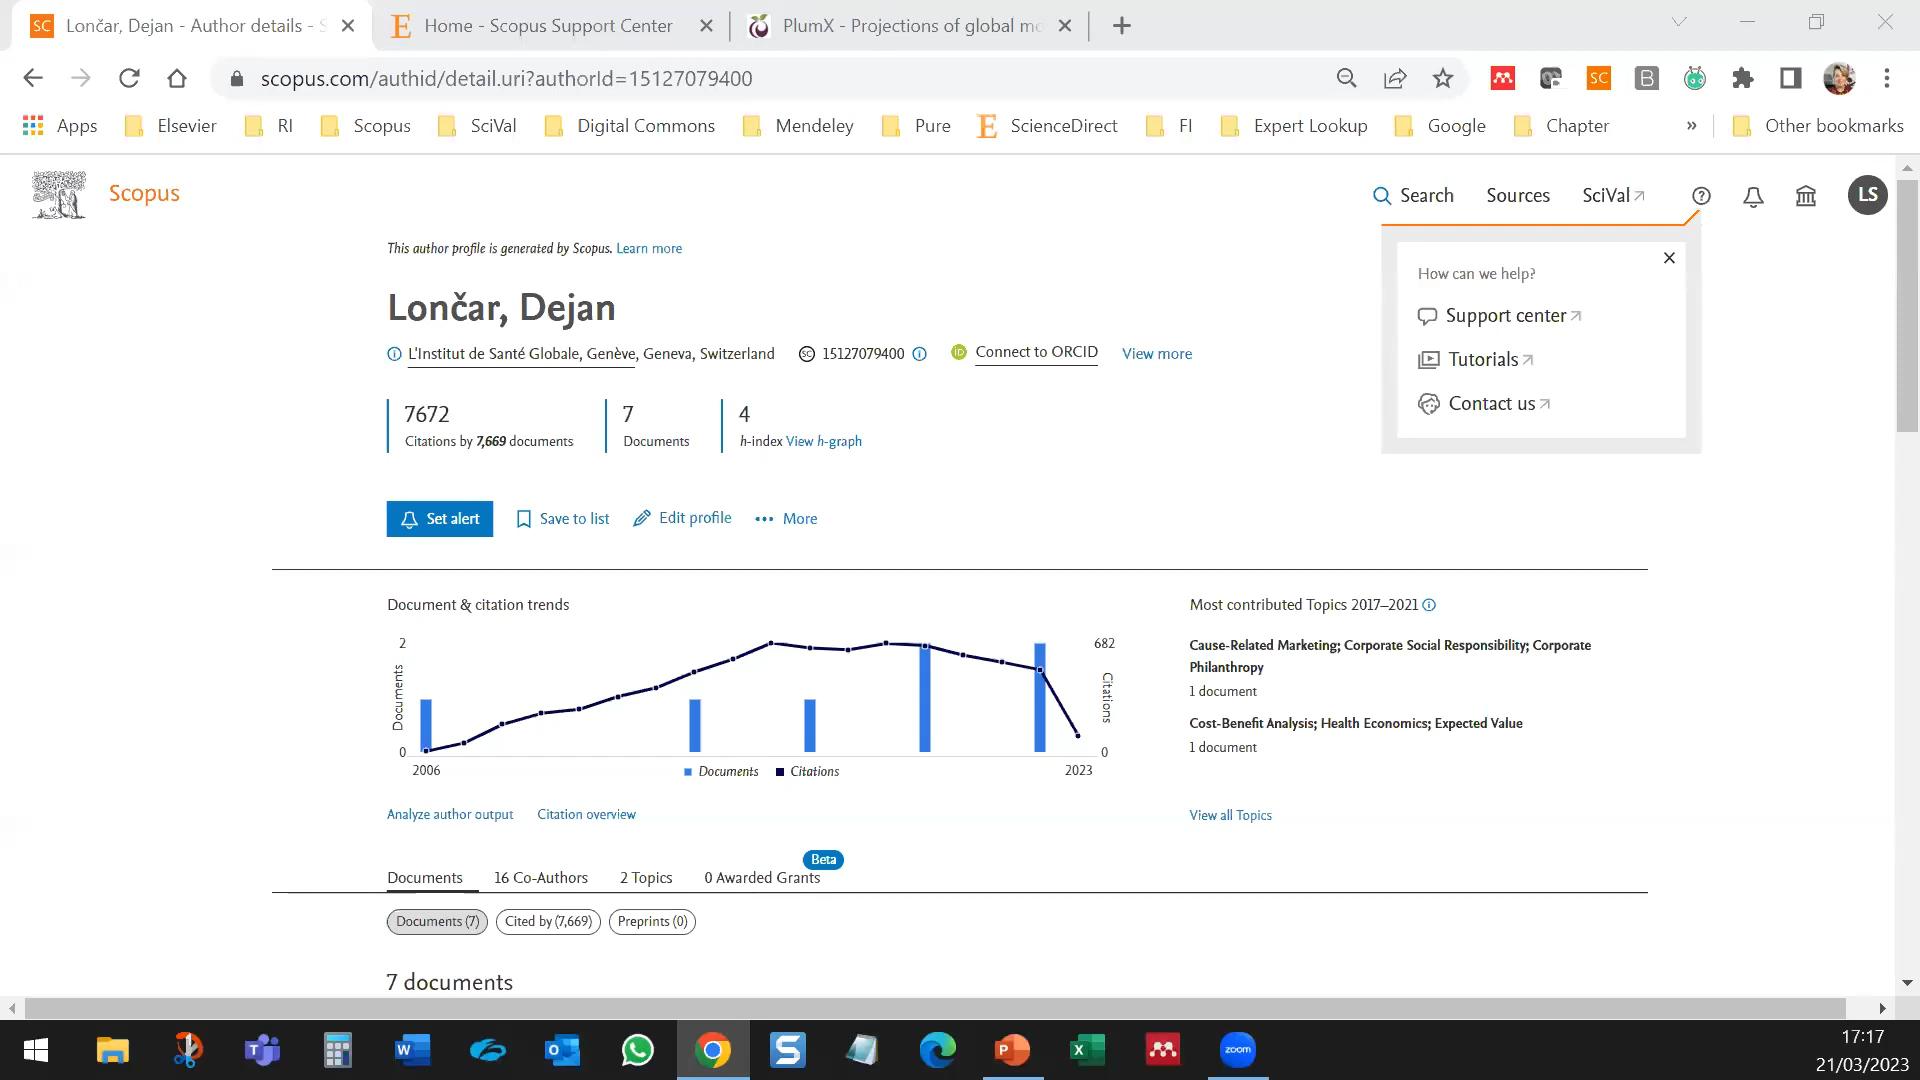 Lončar, Dejan - Author details - S
Home - Scopus Support Center
PlumX - Projections of global mo
scopus.com/authid/detail.uri?authorId=15127079400
SC
B
Apps
Elsevier
RI
Scopus
SciVal
Digital Commons
Mendeley
Pure
ScienceDirect
FI
Expert Lookup
Google
Chapter
»
Other bookmarks
Scopus
Search
Sources
SciVal
LS
This author profile is generated by Scopus. Learn more
How can we help?
Support center
Tutorials
Contact us
Lončar, Dejan
L'Institut de Santé Globale, Genève, Geneva, Switzerland
15127079400
Connect to ORCID
View more
7672
Citations by 7,669 documents
7
Documents
4
h-index View h-graph
Set alert
Save to list
Edit profile
More
Document & citation trends
2
Documents
0
682
Citations
0
2006
2023
Documents
Citations
Analyze author output
Citation overview
Most contributed Topics 2017–2021
Cause-Related Marketing; Corporate Social Responsibility; Corporate
Philanthropy
1 document
Cost-Benefit Analysis; Health Economics; Expected Value
1 document
View all Topics
Beta
Documents
16 Co-Authors
2 Topics
0 Awarded Grants
Documents (7)
Cited by (7,669)
Preprints (0)
7 documents
zoom
17:17
21/03/2023